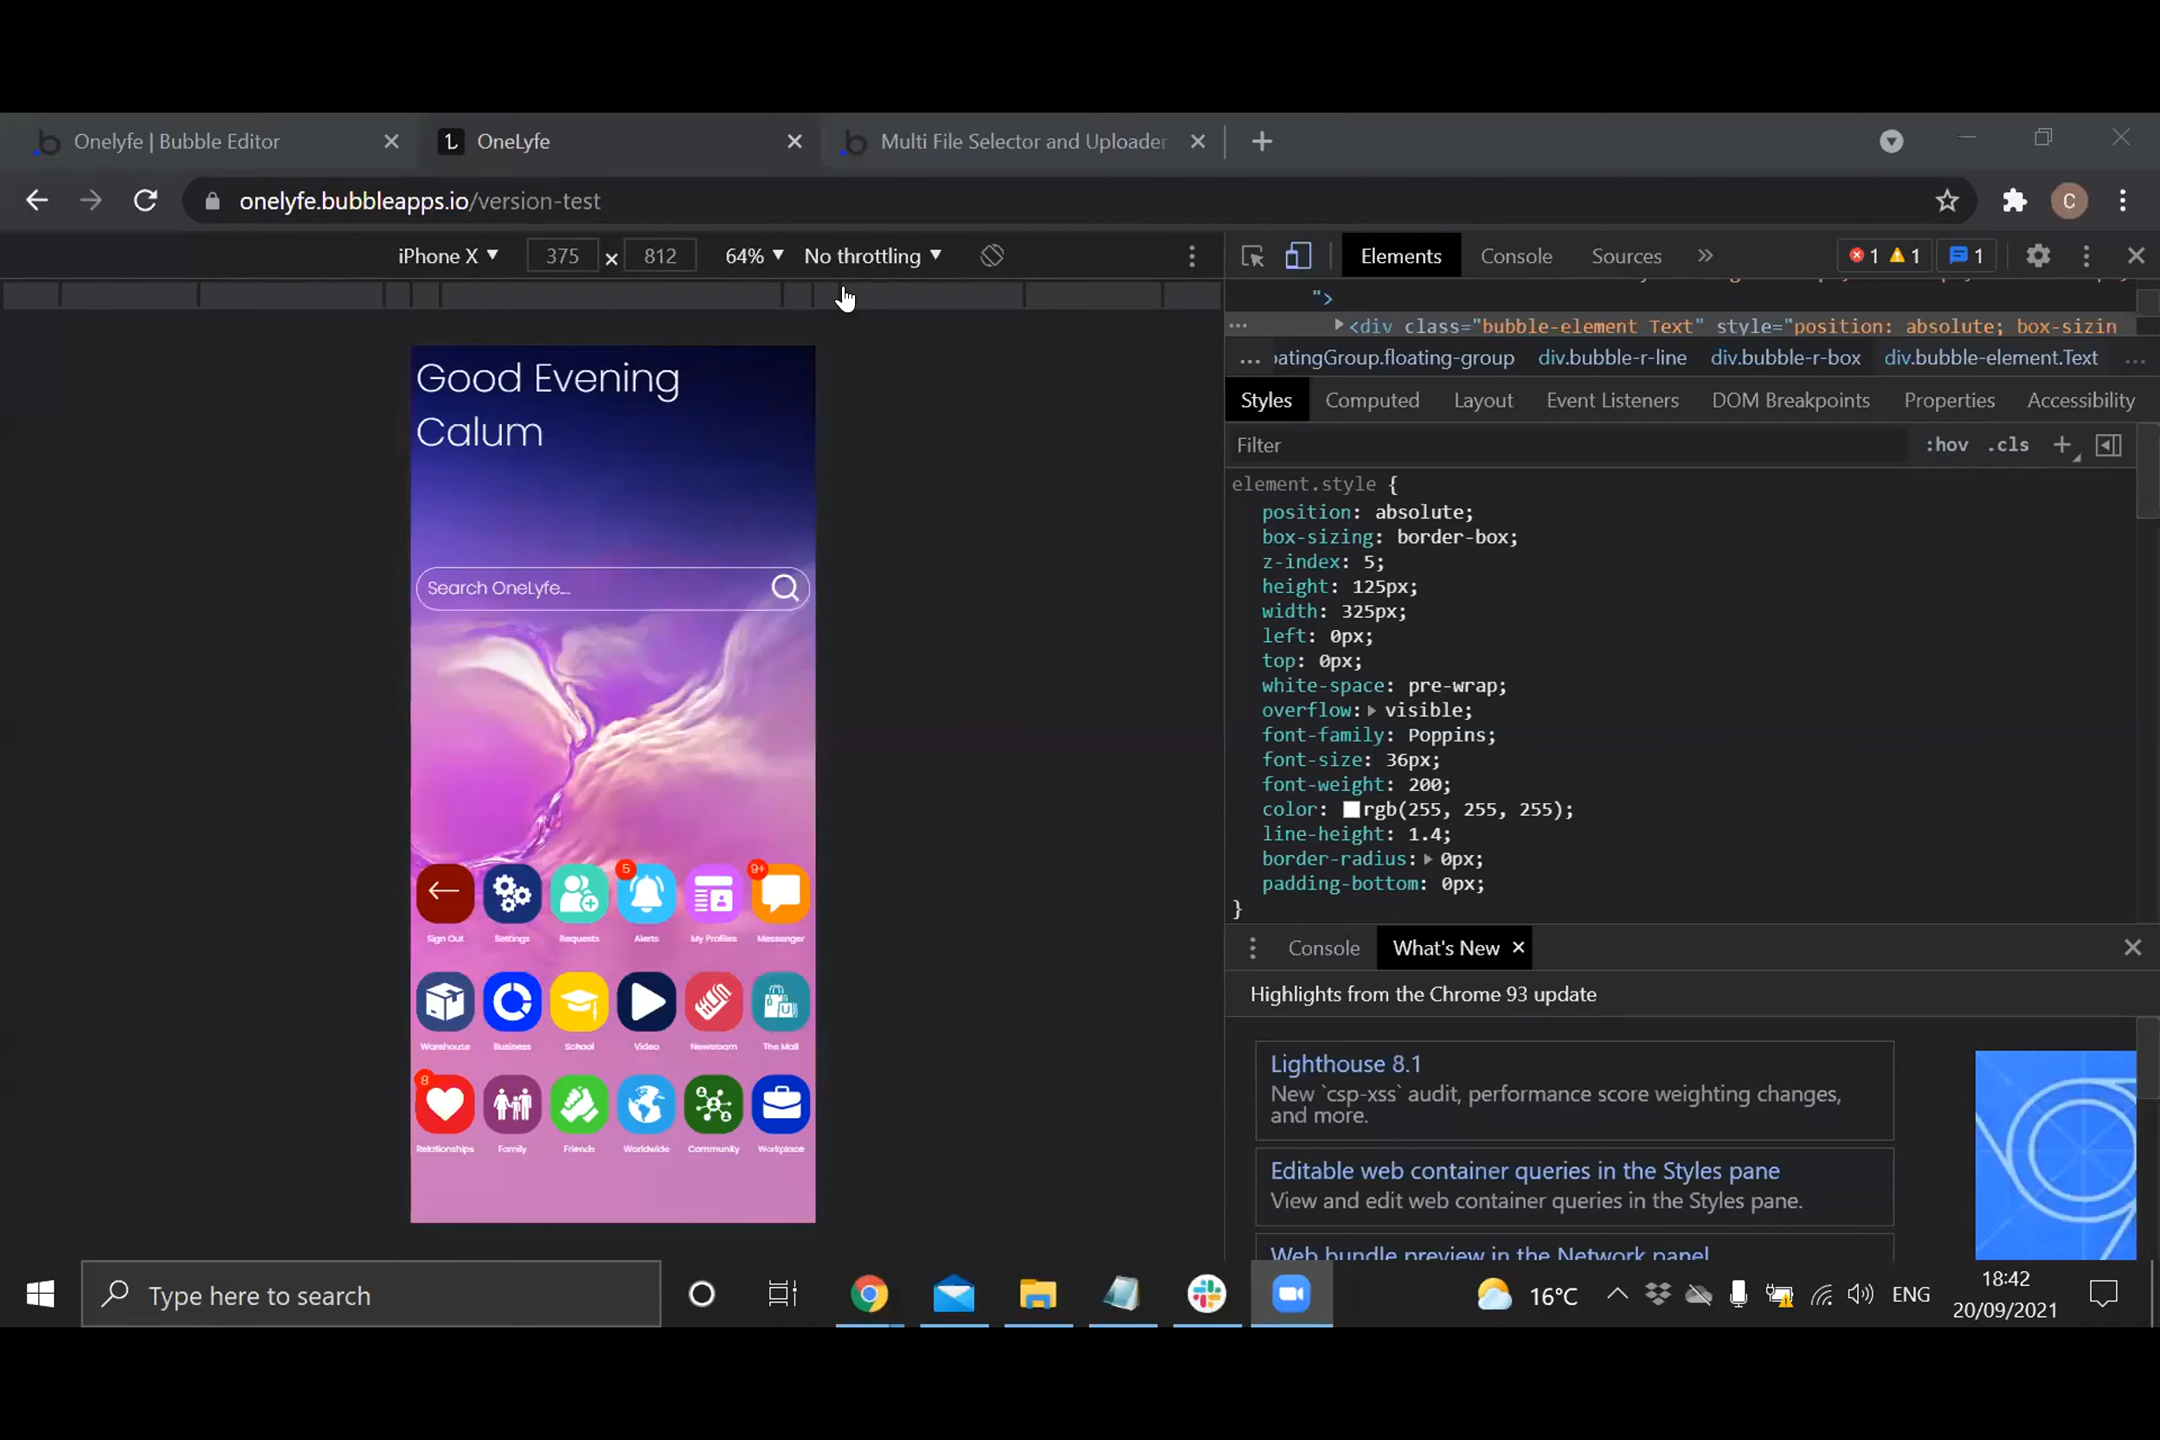 Onelyfe | Bubble Editor
OneLyfe
Multi File Selector and Uploader
onelyfe.bubbleapps.io/version-test
C
iPhone X
375
×
812
64%
No throttling
Elements
Console
Sources
1
1
1
">
<div class="bubble-element Text" style="position: absolute; box-sizin
... atingGroup.floating-group div.bubble-r-line div.bubble-r-box div.bubble-element.Text ...
Styles
Computed
Layout
Event Listeners
DOM Breakpoints
Properties
Accessibility
Filter
:hov .cls +
element.style {
position: absolute;
box-sizing: border-box;
z-index: 5;
height: 125px;
width: 325px;
left: 0px;
top: 0px;
white-space: pre-wrap;
overflow: visible;
font-family: Poppins;
font-size: 36px;
font-weight: 200;
color: rgb(255, 255, 255);
line-height: 1.4;
border-radius: 0px;
padding-bottom: 0px;
}
Good Evening
Calum
Search OneLyfe...
5
9+
Sign Out
Settings
Requests
Alerts
My Profiles
Messenger
Warehouse
Business
School
Video
Newsroom
The Mall
8
Relationships
Family
Friends
Worldwide
Community
Workplace
Console
What's New
Highlights from the Chrome 93 update
Lighthouse 8.1
New `csp-xss` audit, performance score weighting changes,
and more.
Editable web container queries in the Styles pane
View and edit web container queries in the Styles pane.
Web bundle preview in the Network panel
Type here to search
16°C
ENG
18:42
20/09/2021